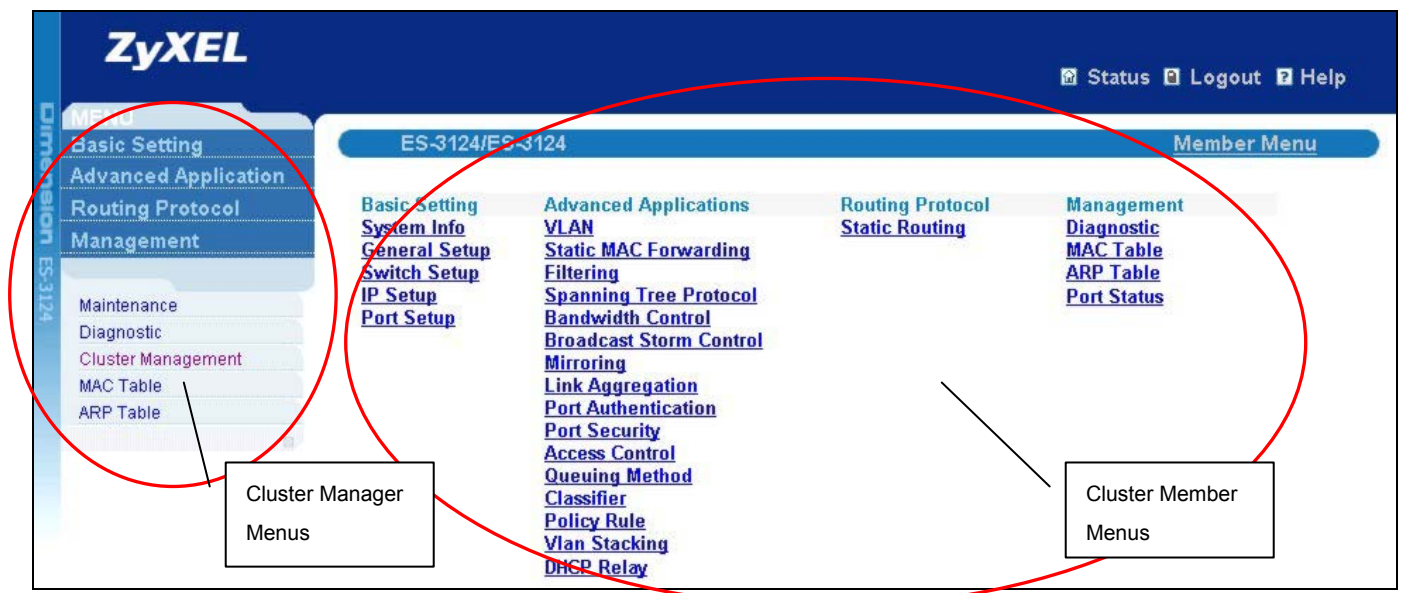 ZyXEL
Status Logout Help
Dimension ES-3124
MENU
Basic Setting
Advanced Application
Routing Protocol
Management
Maintenance
Diagnostic
Cluster Management
MAC Table
ARP Table
Cluster Manager
Menus
ES-3124/ES-3124
Member Menu
Basic Setting
System Info
General Setup
Switch Setup
IP Setup
Port Setup
Advanced Applications
VLAN
Static MAC Forwarding
Filtering
Spanning Tree Protocol
Bandwidth Control
Broadcast Storm Control
Mirroring
Link Aggregation
Port Authentication
Port Security
Access Control
Queuing Method
Classifier
Policy Rule
Vlan Stacking
DHCP Relay
Routing Protocol
Static Routing
Management
Diagnostic
MAC Table
ARP Table
Port Status
Cluster Member
Menus